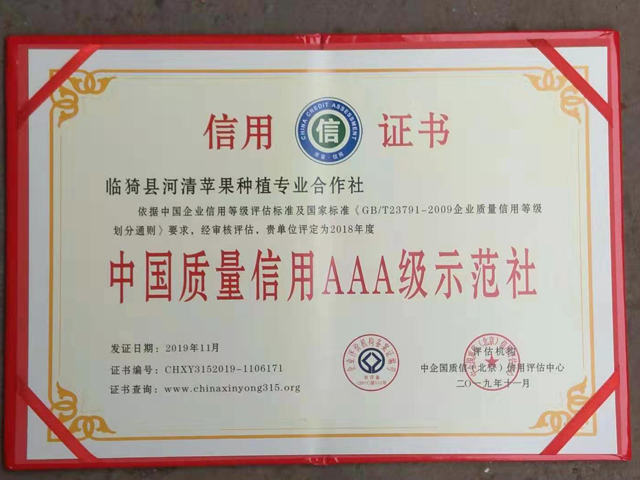 信用 证书
CHINA CREDIT ASSESSMENT
信
临猗县河清苹果种植专业合作社
依据中国企业信用等级评估标准及国家标准《GB/T23791-2009企业质量信用等级
划分通则》要求，经审核评估，贵单位评定为2018年度
中国质量信用AAA级示范社
发证日期：2019年11月
证书编号：CHXY3152019-1106171
证书查询：www.chinaxinyong315.org
评估机构
中企国质信（北京）信用评估中心
二〇一九年十一月